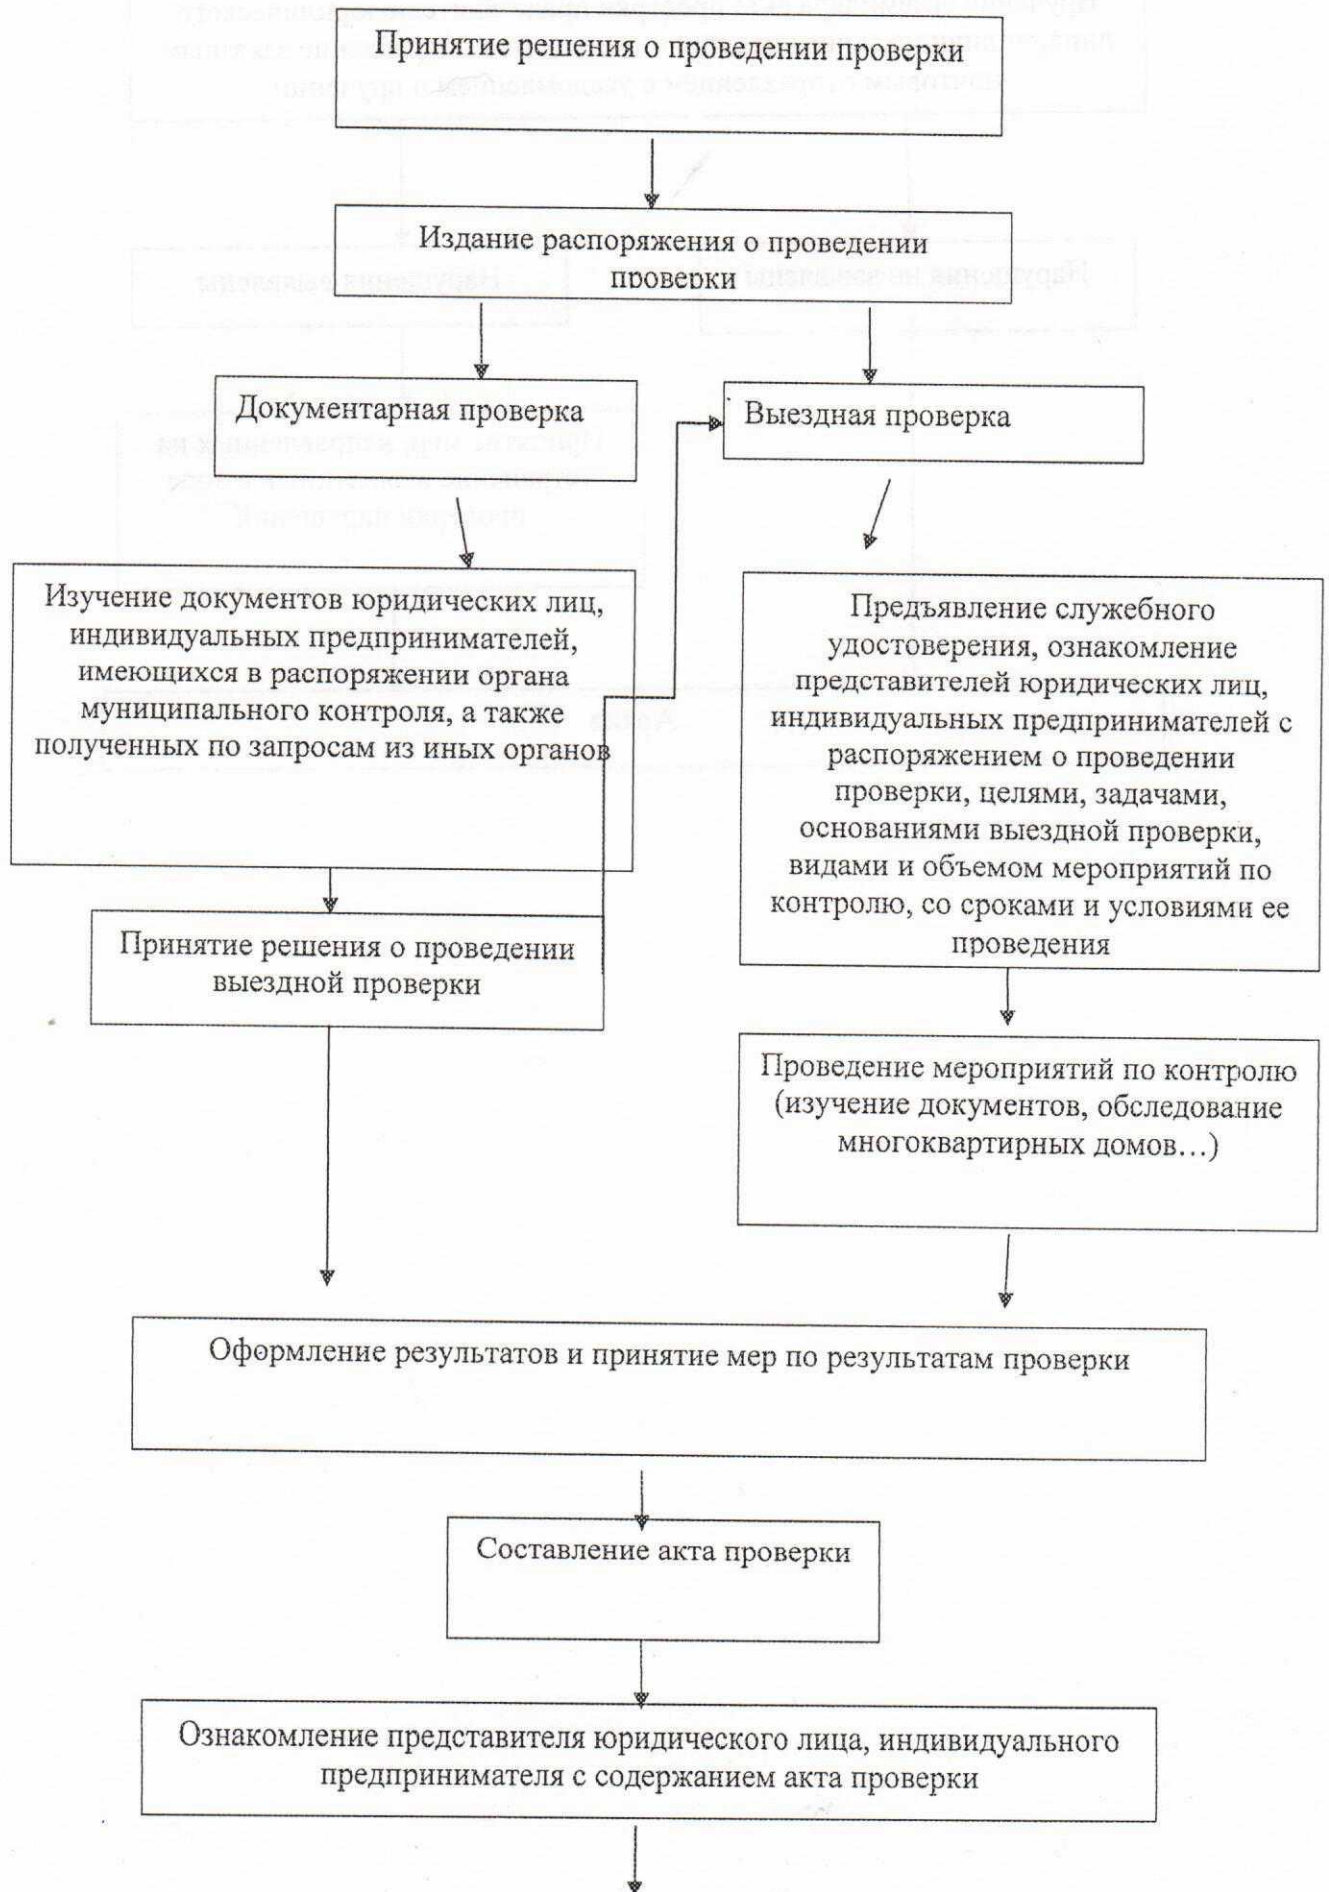 Принятие решения о проведении проверки
Издание распоряжения о проведении
проверки
Документарная проверка
Выездная проверка
Изучение документов юридических лиц,
индивидуальных предпринимателей,
имеющихся в распоряжении органа
муниципального контроля, а также
полученных по запросам из иных органов
Предъявление служебного
удостоверения, ознакомление
представителей юридических лиц,
индивидуальных предпринимателей с
распоряжением о проведении
проверки, целями, задачами,
основаниями выездной проверки,
видами и объемом мероприятий по
контролю, со сроками и условиями ее
проведения
Принятие решения о проведении
выездной проверки
Проведение мероприятий по контролю
(изучение документов, обследование
многоквартирных домов…)
Оформление результатов и принятие мер по результатам проверки
Составление акта проверки
Ознакомление представителя юридического лица, индивидуального
предпринимателя с содержанием акта проверки